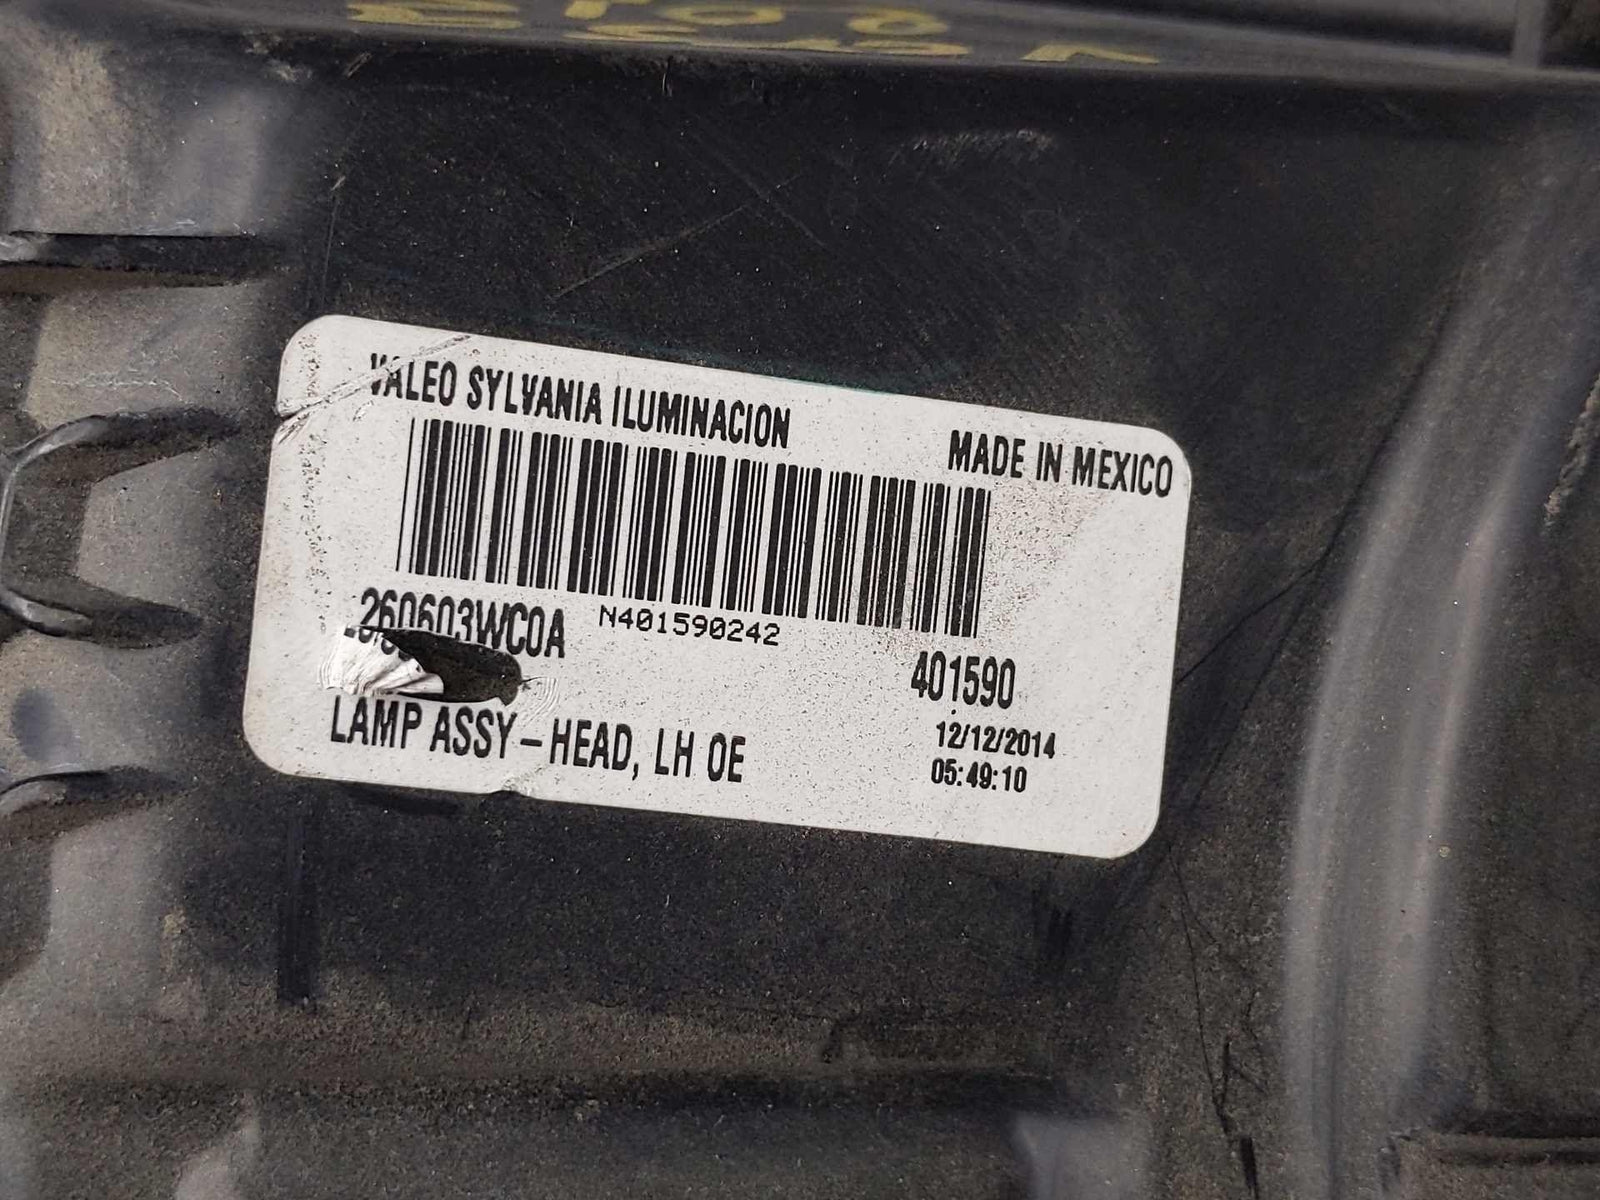 VALEO SYLVANIA ILUMINACION
MADE IN MEXICO
260603WC0A
N401590242
401590
LAMP ASSY-HEAD, LH OE
12/12/2014
05:49:10